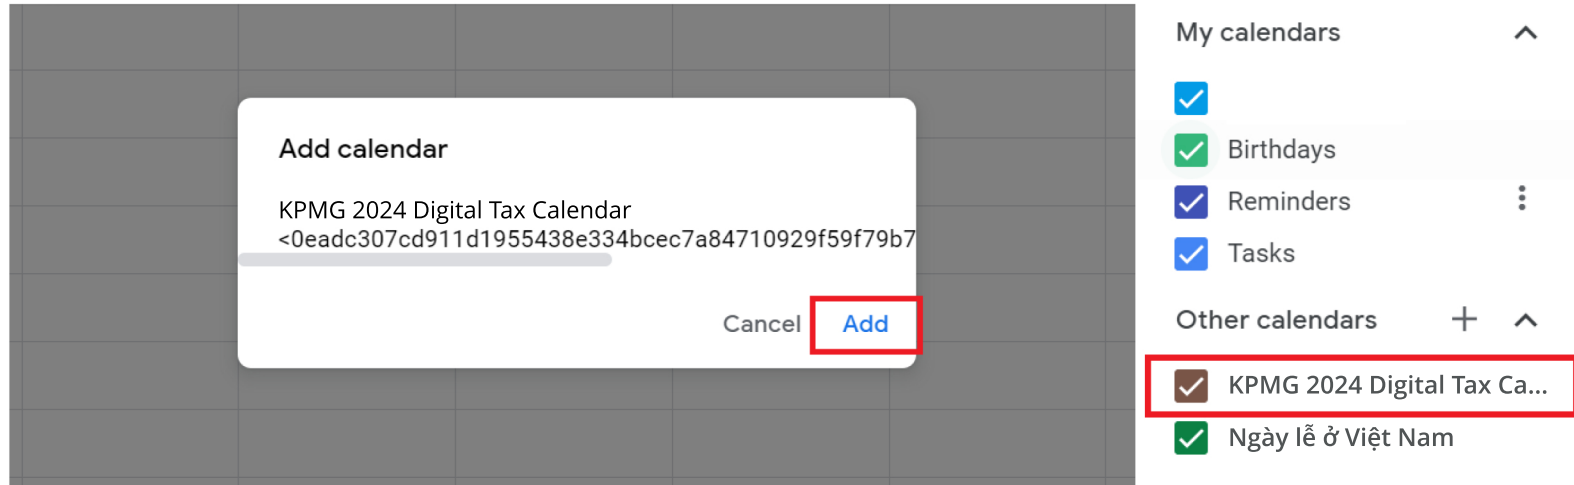 Add calendar
KPMG 2024 Digital Tax Calendar
<0eadc307cd911d1955438e334bcec7a84710929f59f79b7
Cancel
Add
My calendars
Birthdays
Reminders
Tasks
Other calendars
KPMG 2024 Digital Tax Ca...
Ngày lễ ở Việt Nam